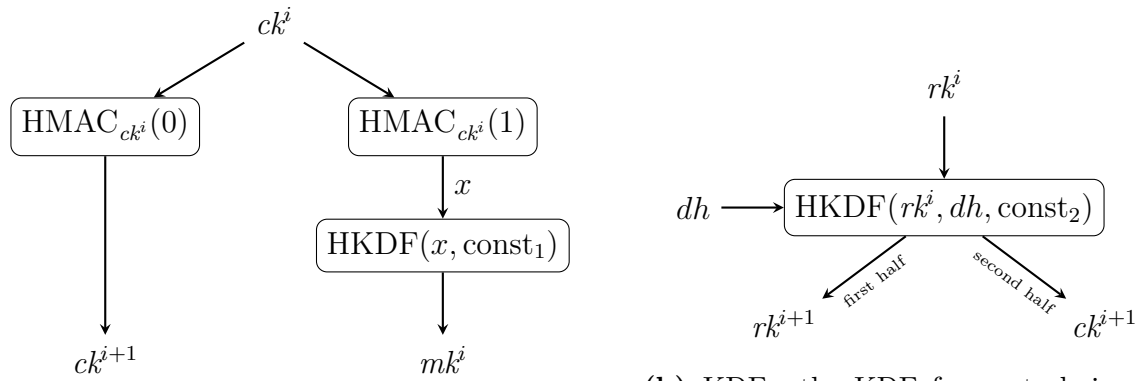 ck^i
HMAC_{ck^i}(0)
HMAC_{ck^i}(1)
x
HKDF(x, const_1)
ck^{i+1}
mk^i
rk^i
dh
HKDF(rk^i, dh, const_2)
first half
second half
rk^{i+1}
ck^{i+1}